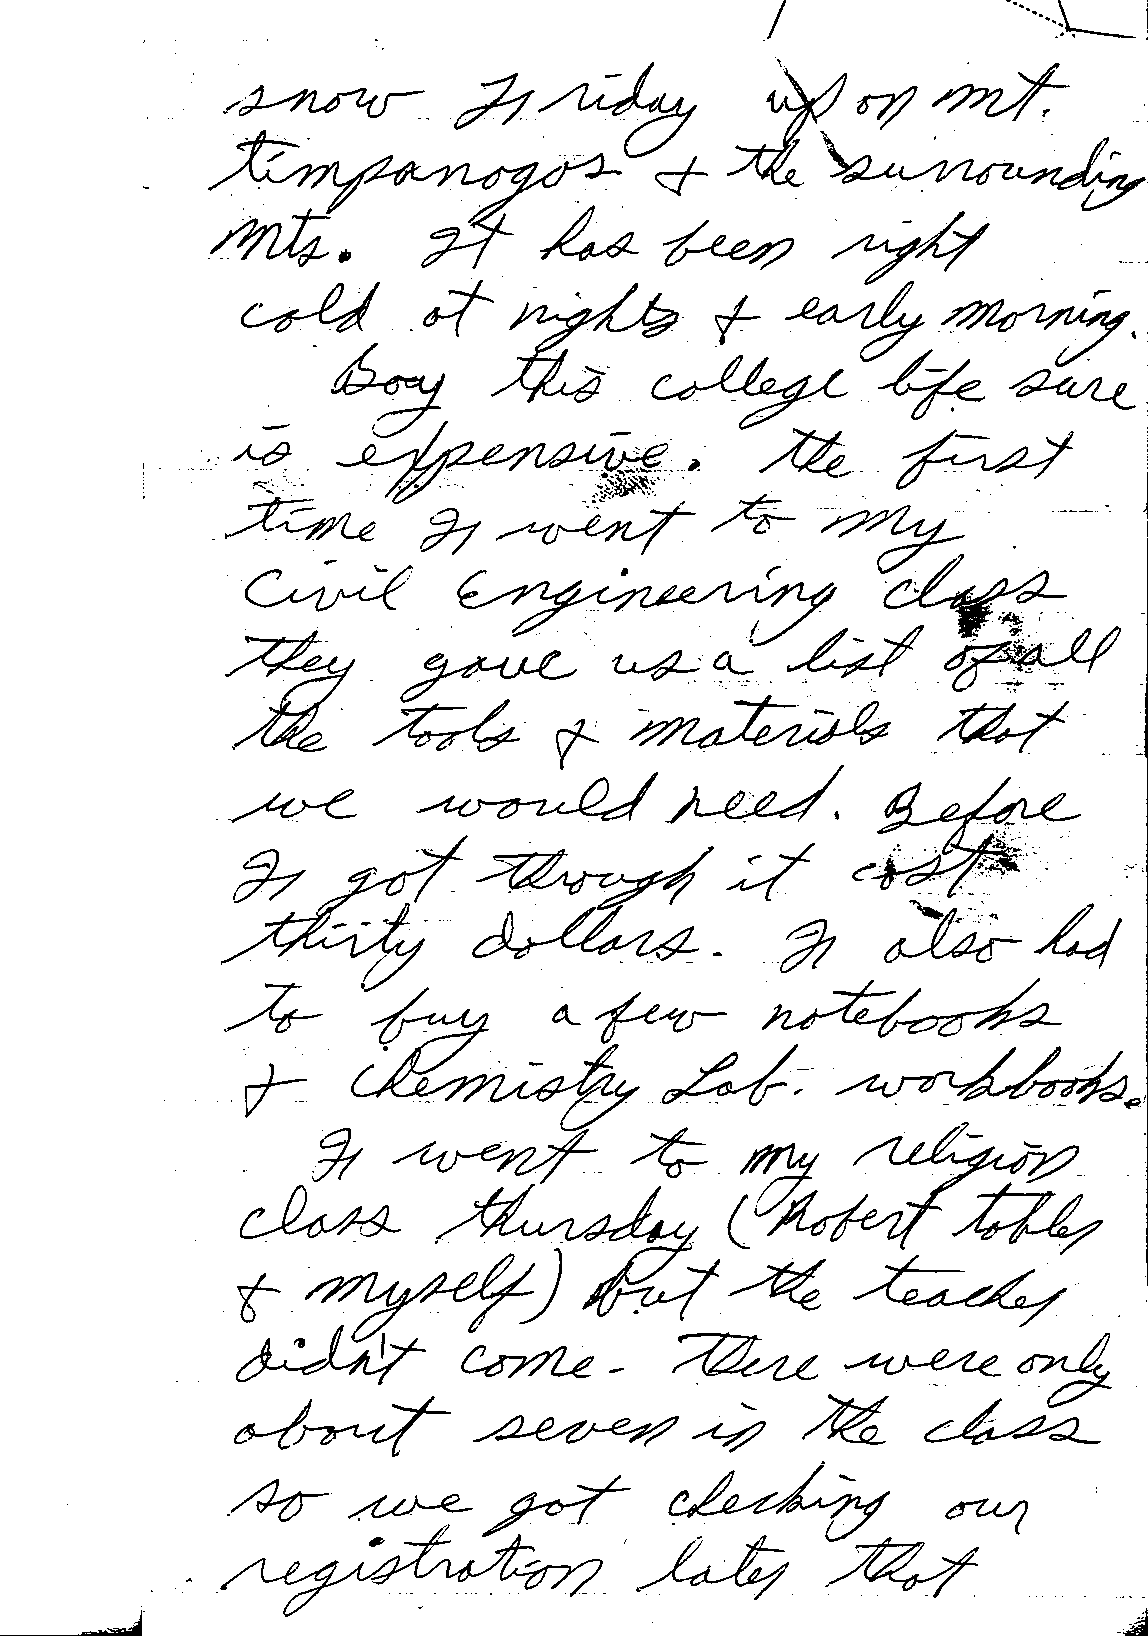 snow Friday up on Mt.
timpanogos & the surrounding
Mts. It has been right
cold at nights & early morning.
Boy this college life sure
is expensive. The first
time I went to my
Civil Engineering class
they gave us a list of all
the tools & materials that
we would need. Before
I got through it cost
thirty dollars. I also had
to buy a few notebooks
& Chemistry Lab. workbooks.
I went to my religion
class thursday (Robert
& myself) but the teacher
didn't come. There were only
about seven in the class
so we got checking our
registration later that